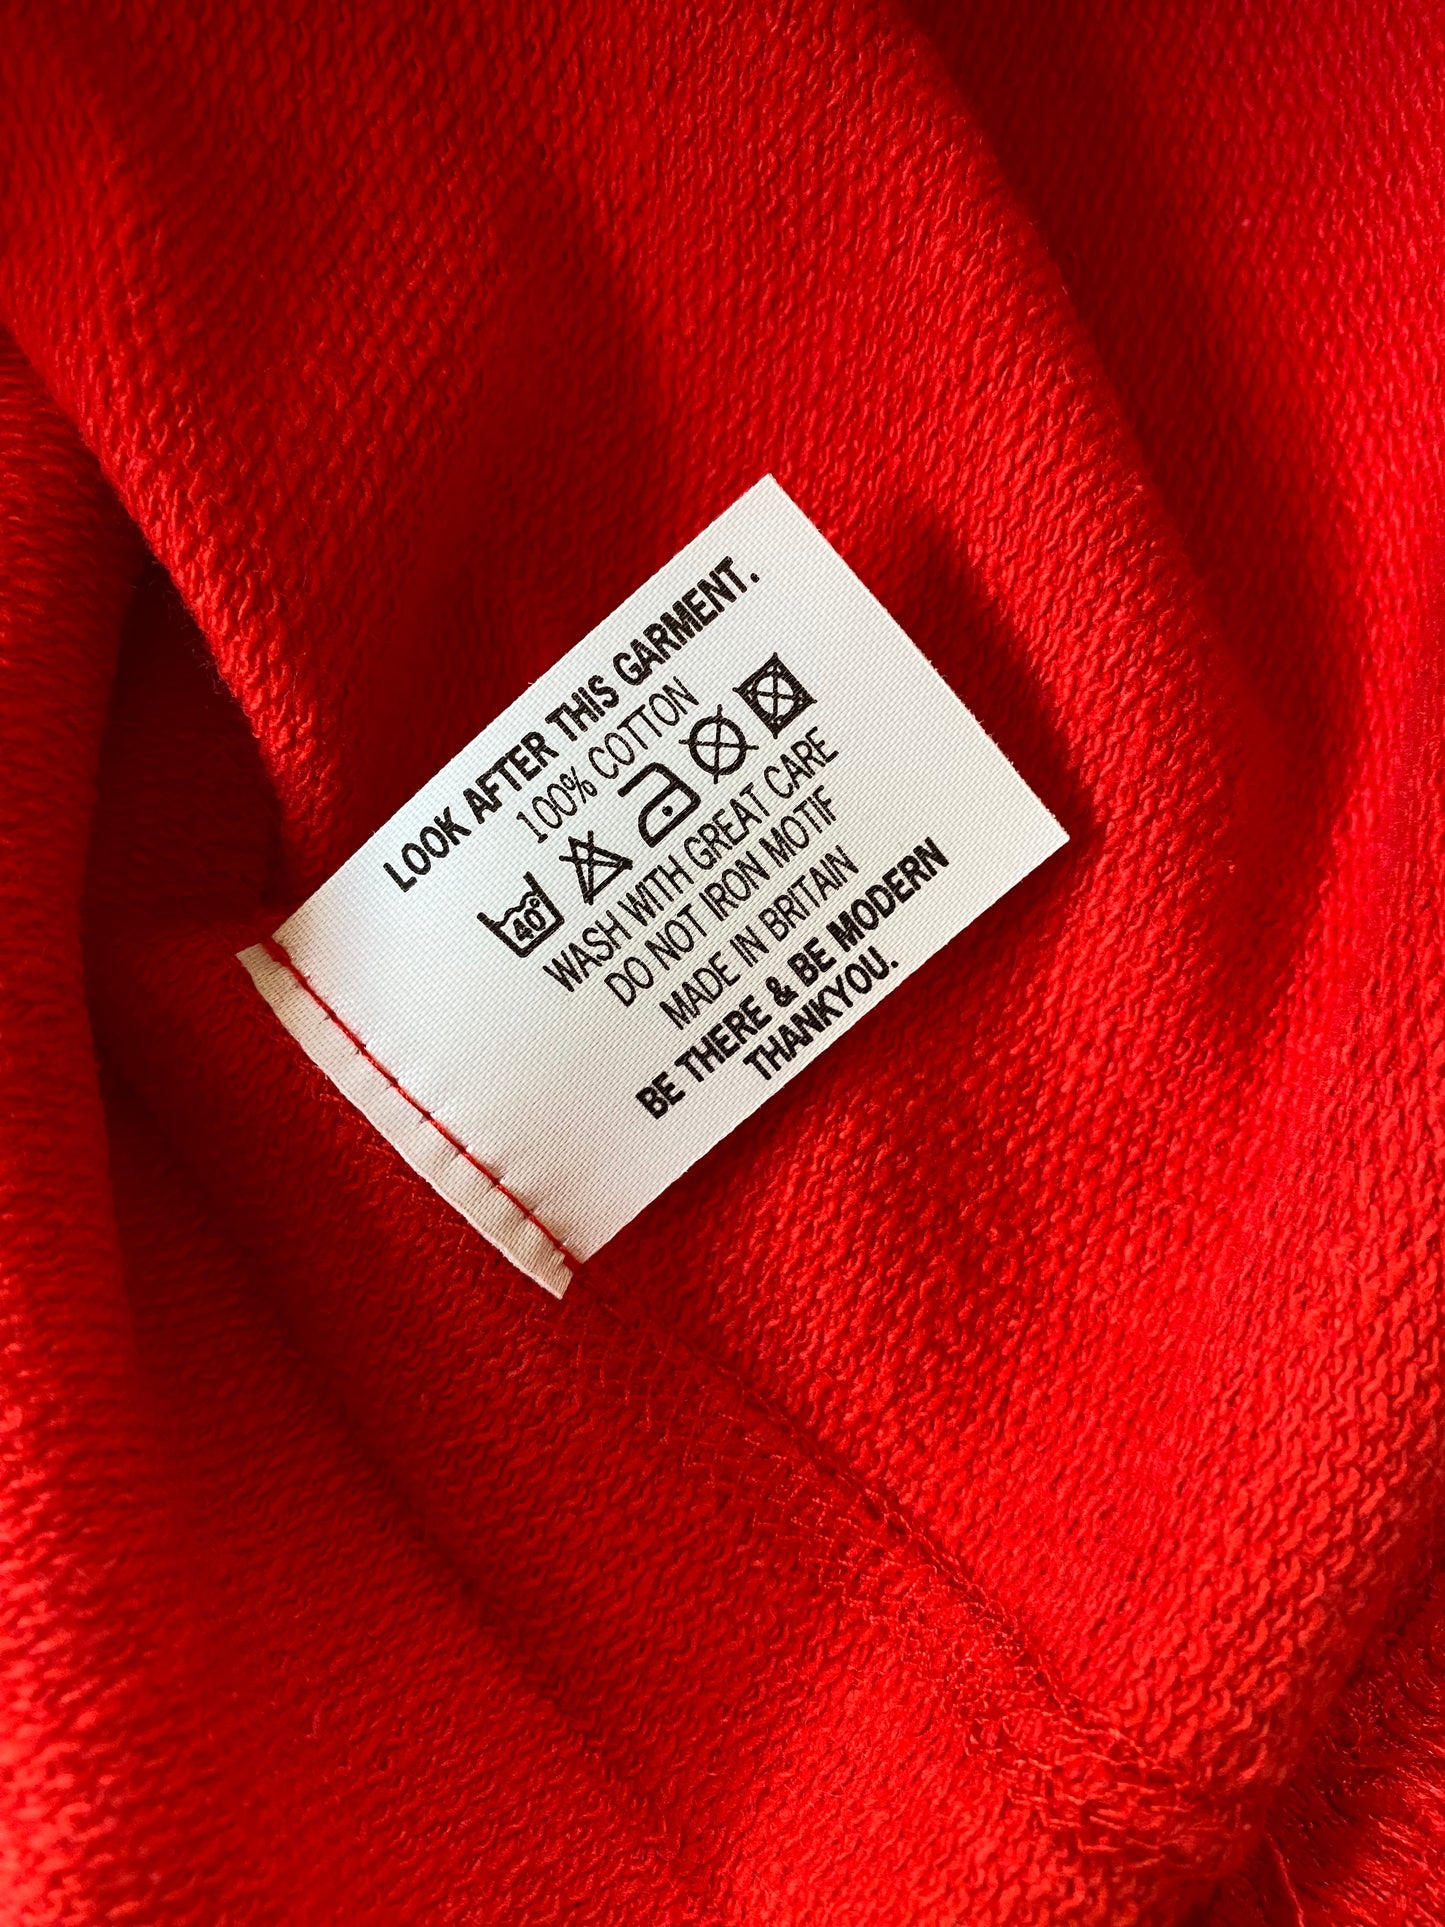 LOOK AFTER THIS GARMENT.
100% COTTON
40°
WASH WITH GREAT CARE
DO NOT IRON MOTIF
MADE IN BRITAIN
BE THERE & BE MODERN
THANKYOU.